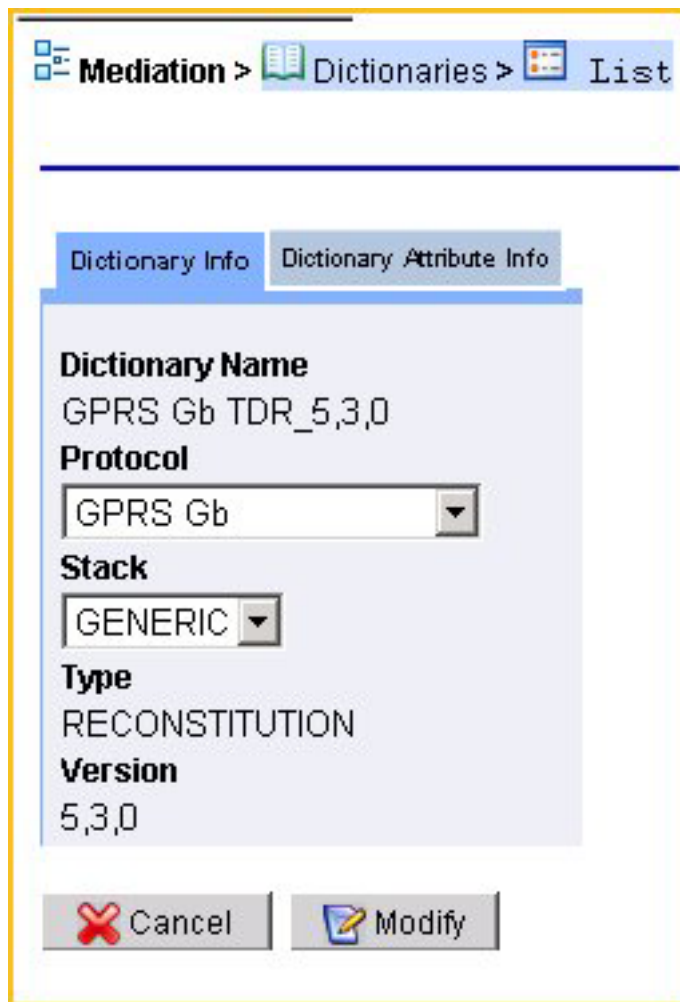 Mediation > Dictionaries > List
Dictionary Info Dictionary Attribute Info
Dictionary Name
GPRS Gb TDR_5,3,0
Protocol
GPRS Gb
Stack
GENERIC
Type
RECONSTITUTION
Version
5,3,0
Cancel Modify